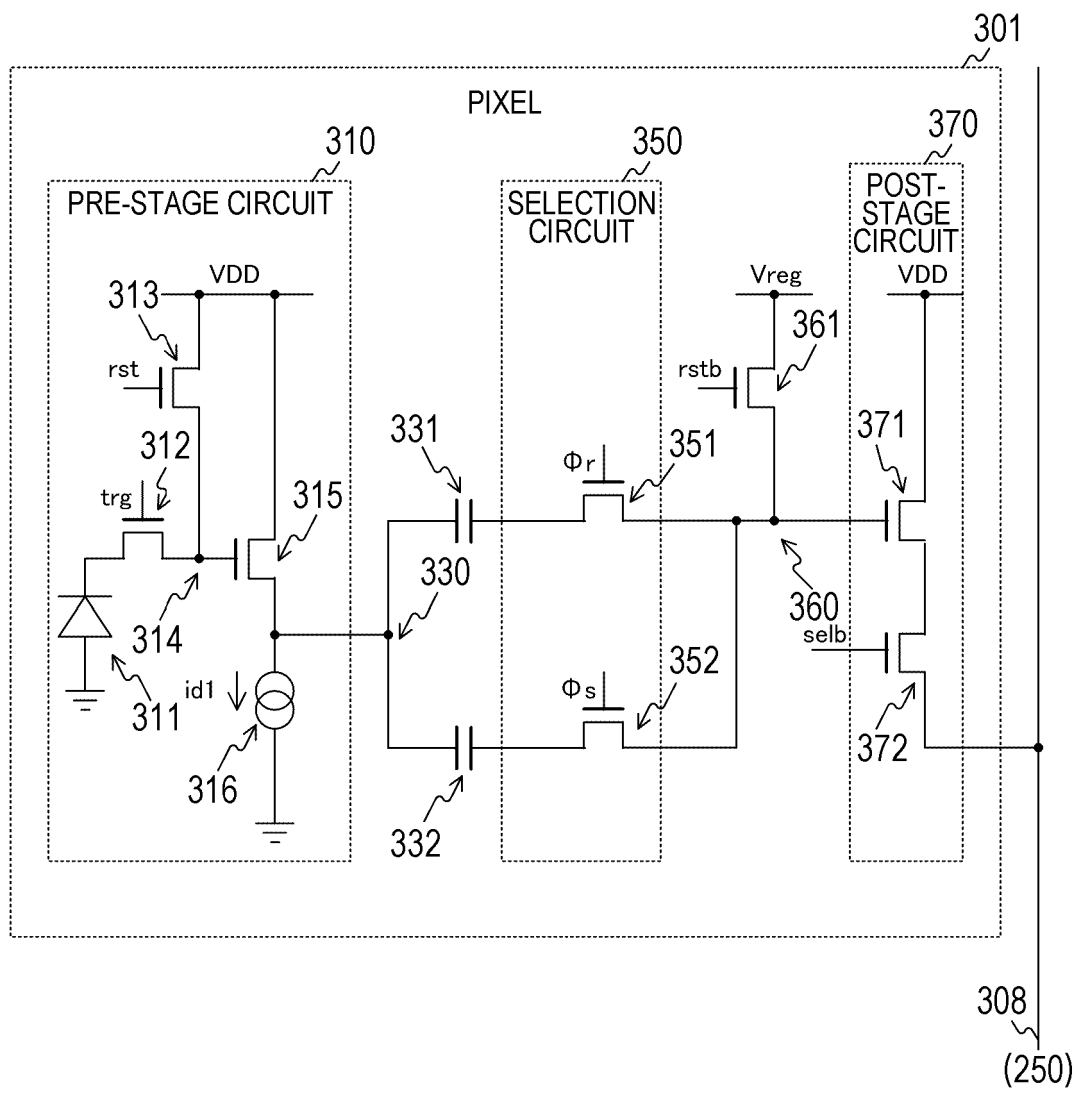 301
PIXEL
310
350
370
PRE-STAGE CIRCUIT
SELECTION
CIRCUIT
POST-
STAGE
CIRCUIT
VDD
Vreg
VDD
313
361
rst
rstb
312
331
Φr
351
371
trg
315
330
314
360
selb
311
id1
Φs
352
316
372
332
308
(250)